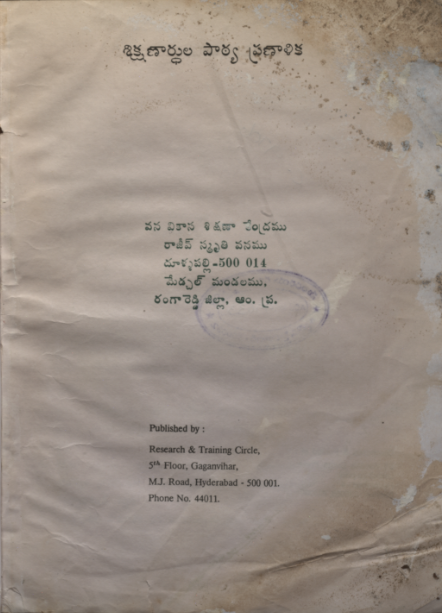 శిక్షణార్థుల పాఠ్య ప్రణాళిక
వన వికాస శిక్షణా కేంద్రము
రాజీవ్ స్మృతి వనము
దూళ్ళపల్లి-500 014
మేడ్చల్ మండలము,
రంగారెడ్డి జిల్లా, ఆం. ప్ర.
Published by :
Research & Training Circle,
5th Floor, Gaganvihar,
M.J. Road, Hyderabad - 500 001.
Phone No. 44011.